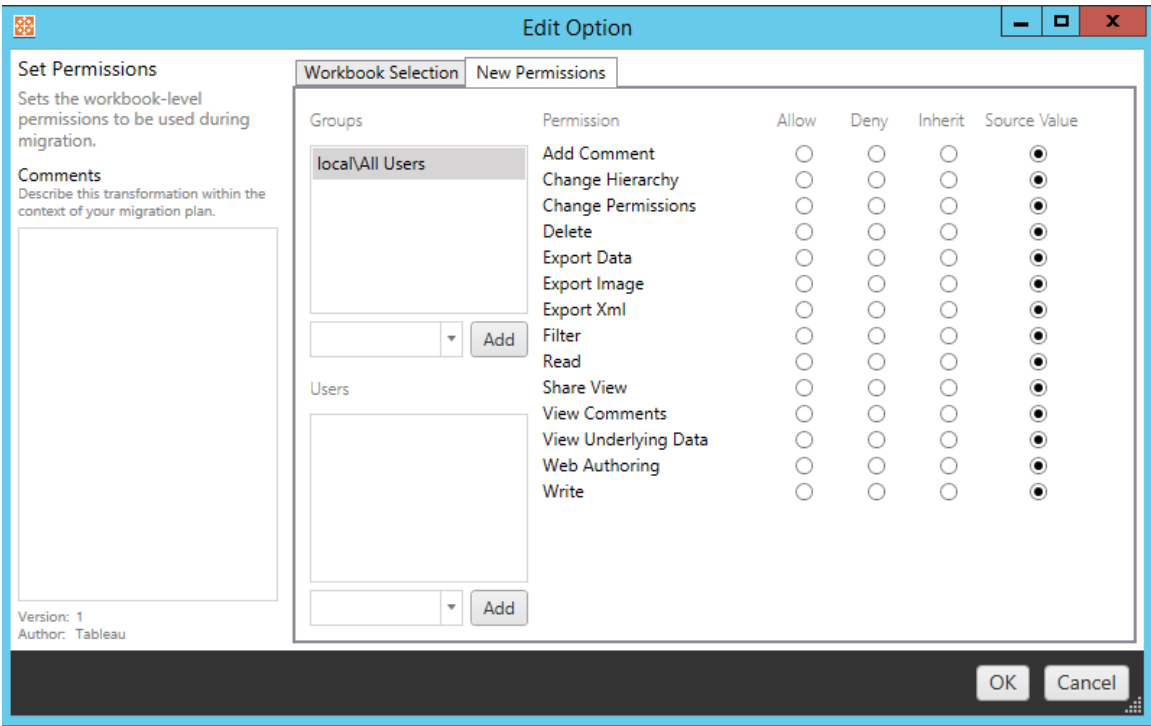 Edit Option
Set Permissions
Sets the workbook-level
permissions to be used during
migration.
Comments
Describe this transformation within the
context of your migration plan.
Version: 1
Author: Tableau
Workbook Selection New Permissions
Groups
local\All Users
Add
Users
Add
Permission Allow Deny Inherit Source Value
Add Comment
Change Hierarchy
Change Permissions
Delete
Export Data
Export Image
Export Xml
Filter
Read
Share View
View Comments
View Underlying Data
Web Authoring
Write
OK Cancel